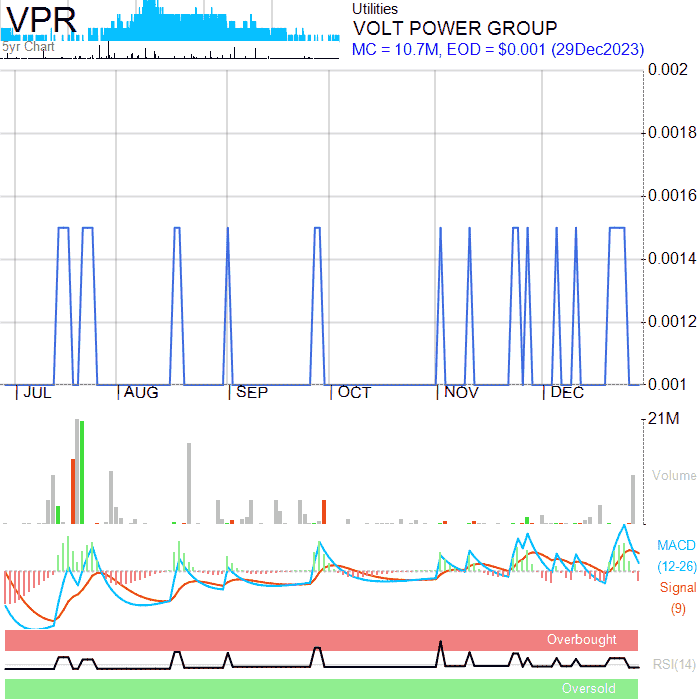 VPR
5yr Chart
Utilities
VOLT POWER GROUP
MC = 10.7M, EOD = $0.001 (29Dec2023)
0.002
0.0018
0.0016
0.0014
0.0012
0.001
JUL
AUG
SEP
OCT
NOV
DEC
21M
Volume
MACD
(12-26)
Signal
(9)
Overbought
RSI(14)
Oversold